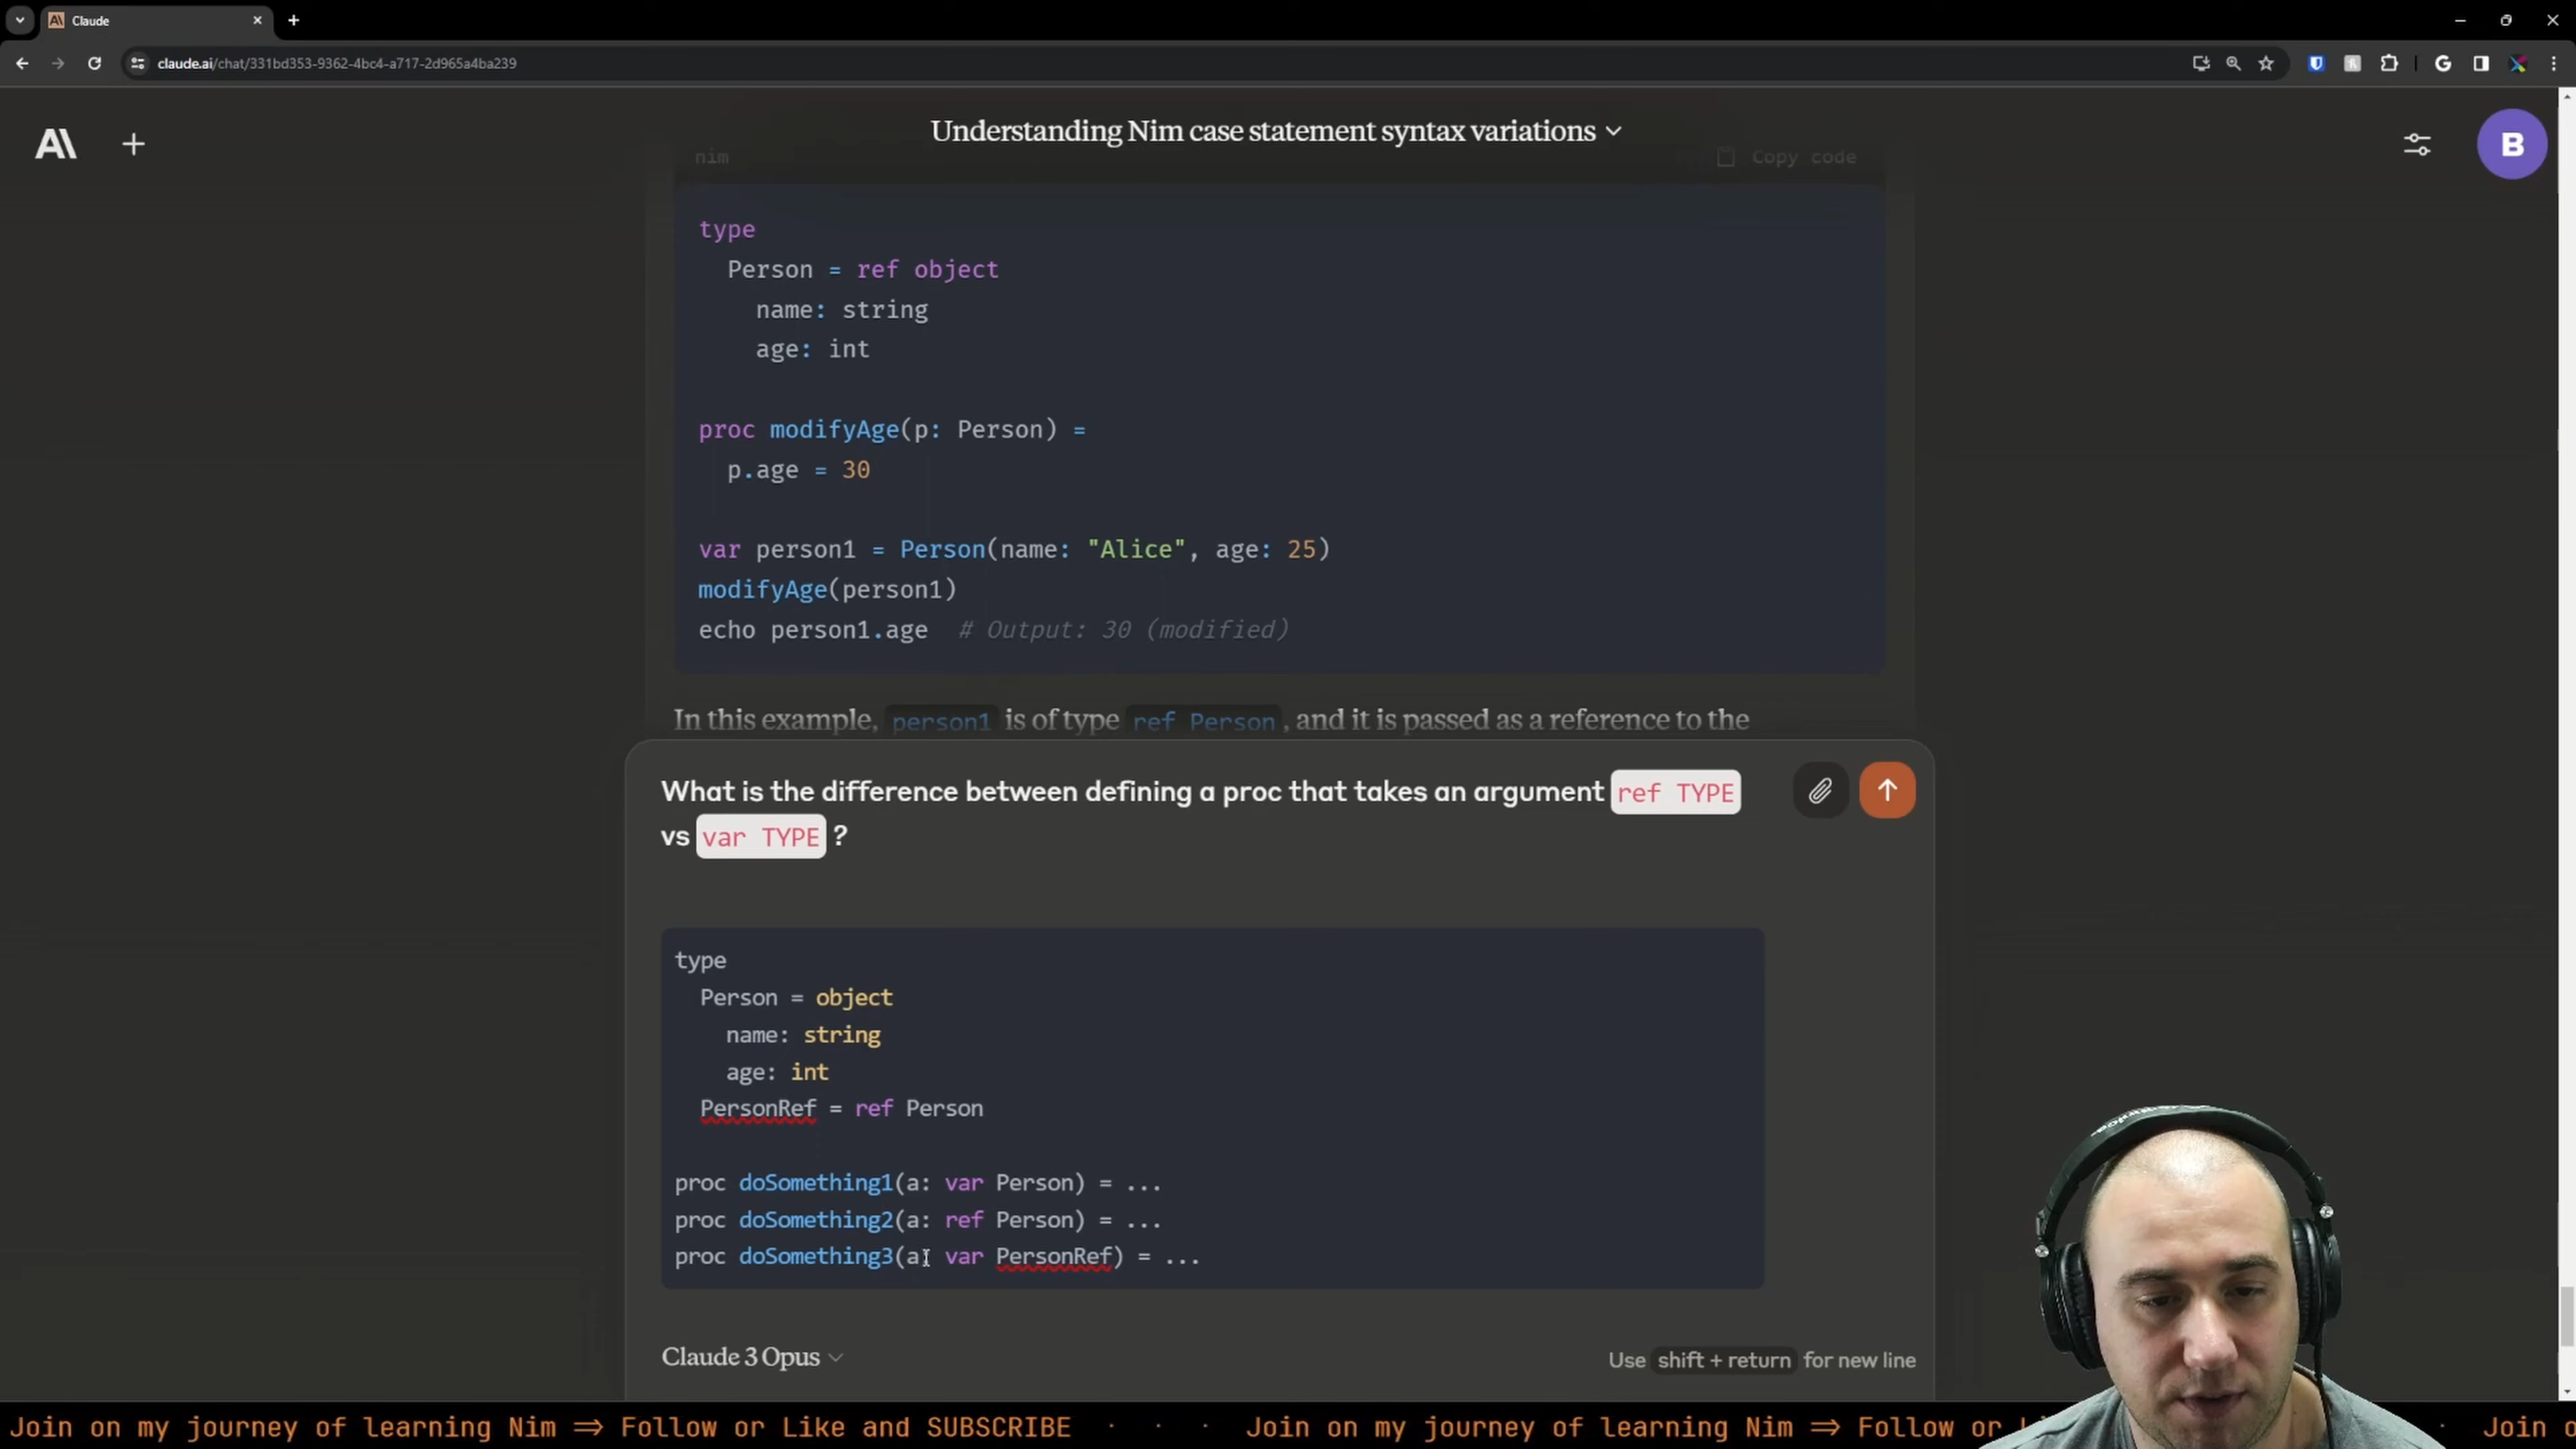 Claude
claude.ai/chat/331bd353-9362-4bc4-a717-2d965a4ba239
Understanding Nim case statement syntax variations
B
nim
Copy code
type
Person = ref object
name: string
age: int
proc modifyAge(p: Person) =
p.age = 30
var person1 = Person(name: "Alice", age: 25)
modifyAge(person1)
echo person1.age # Output: 30 (modified)
In this example, person1 is of type ref Person, and it is passed as a reference to the
What is the difference between defining a proc that takes an argument ref TYPE
vs var TYPE ?
type
Person = object
name: string
age: int
PersonRef = ref Person
proc doSomething1(a: var Person) = ...
proc doSomething2(a: ref Person) = ...
proc doSomething3(a: var PersonRef) = ...
Claude 3 Opus
Use shift + return for new line
Join on my journey of learning Nim => Follow or Like and SUBSCRIBE · · · Join on my journey of learning Nim => Follow or Li · Join